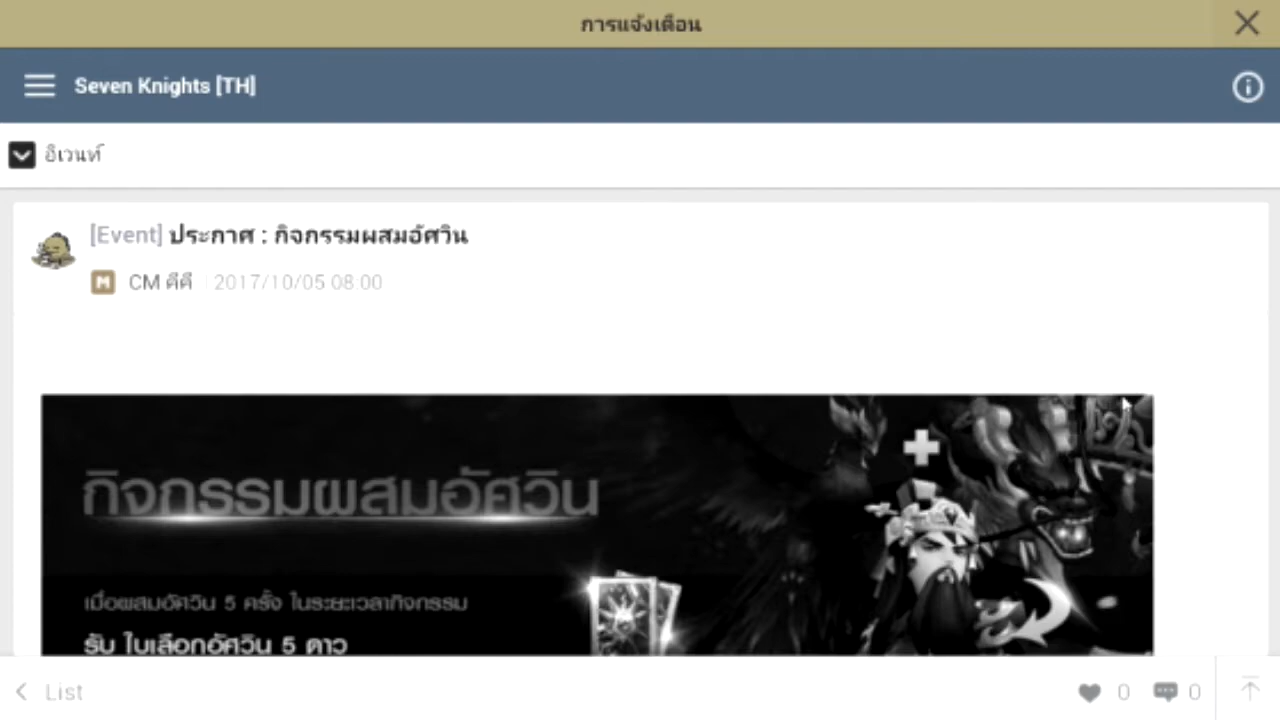 การแจ้งเตือน
Seven Knights [TH]
อีเวนท์
[Event] ประกาศ : กิจกรรมผสมอัศวิน
M CM คีคี 2017/10/05 08:00
กิจกรรมผสมอัศวิน
เมื่อผสมอัศวิน 5 ครั้ง ในระยะเวลากิจกรรม
รับ ใบเลือกอัศวิน 5 ดาว
List 0 0